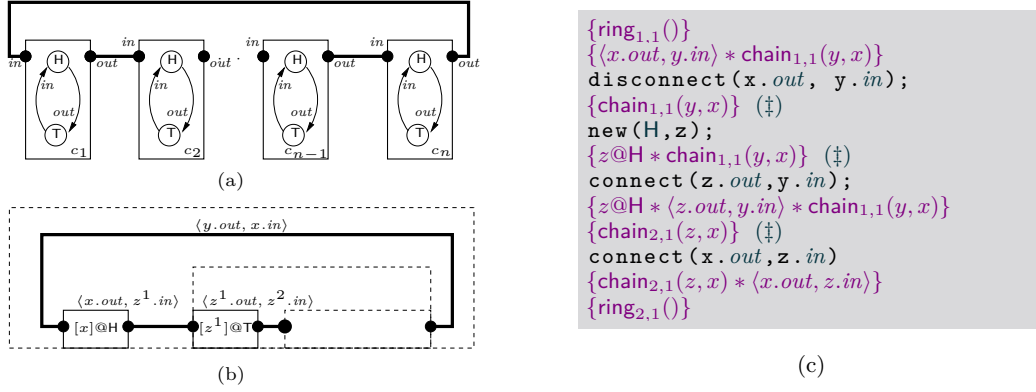 in
in
in
in
H
H
H
H
in
out
in
out
. . .
in
out
in
out
out
out
out
out
T
T
T
T
c1
c2
cn−1
cn
(a)
⟨y.out, x.in⟩
⟨x.out, z¹.in⟩
⟨z¹.out, z².in⟩
[x]@H
[z¹]@T
(b)
{ring1,1()}
{⟨x.out, y.in⟩ ∗ chain1,1(y, x)}
disconnect(x.out, y.in);
{chain1,1(y, x)} (‡)
new(H,z);
{z@H ∗ chain1,1(y, x)} (‡)
connect(z.out,y.in);
{z@H ∗ ⟨z.out, y.in⟩ ∗ chain1,1(y, x)}
{chain2,1(z, x)} (‡)
connect(x.out,z.in)
{chain2,1(z, x) ∗ ⟨x.out, z.in⟩}
{ring2,1()}
(c)